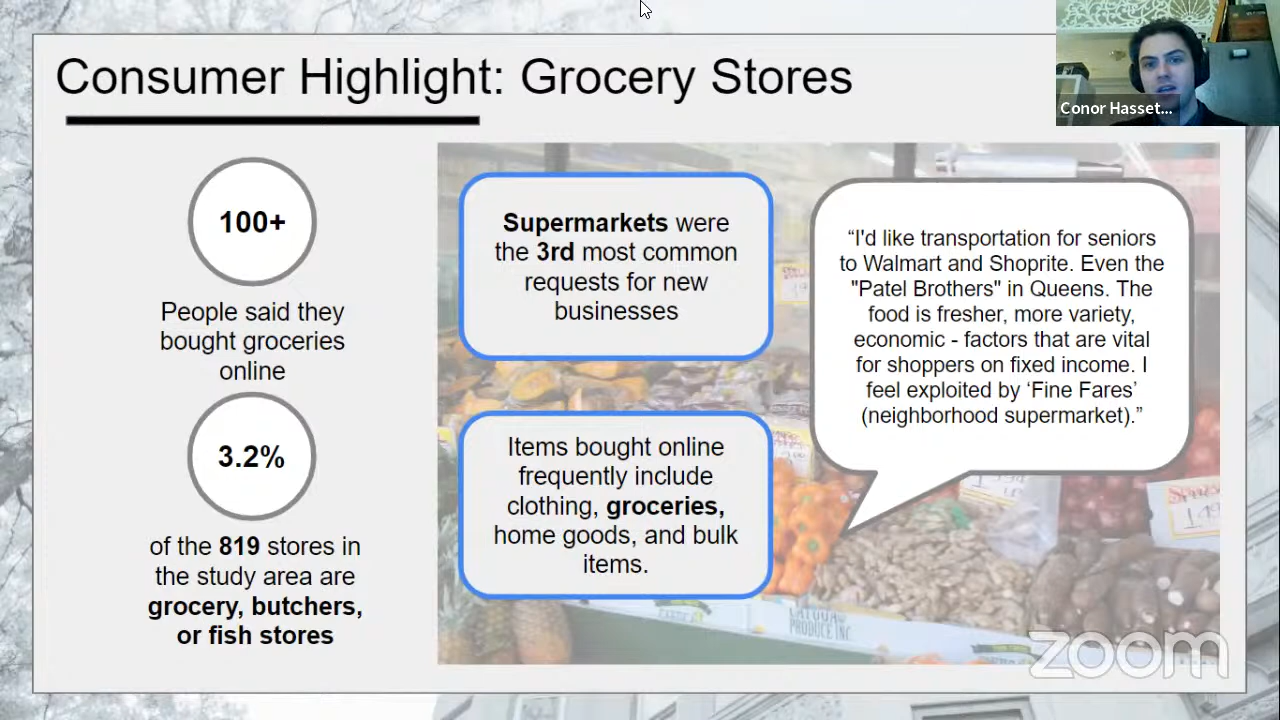 Consumer Highlight: Grocery Stores
Conor Hasset...
100+
People said they
bought groceries
online
3.2%
of the 819 stores in
the study area are
grocery, butchers,
or fish stores
Supermarkets were
the 3rd most common
requests for new
businesses
Items bought online
frequently include
clothing, groceries,
home goods, and bulk
items.
“I'd like transportation for seniors
to Walmart and Shoprite. Even the
"Patel Brothers" in Queens. The
food is fresher, more variety,
economic - factors that are vital
for shoppers on fixed income. I
feel exploited by ‘Fine Fares’
(neighborhood supermarket).”
PRODUCE INC
zoom